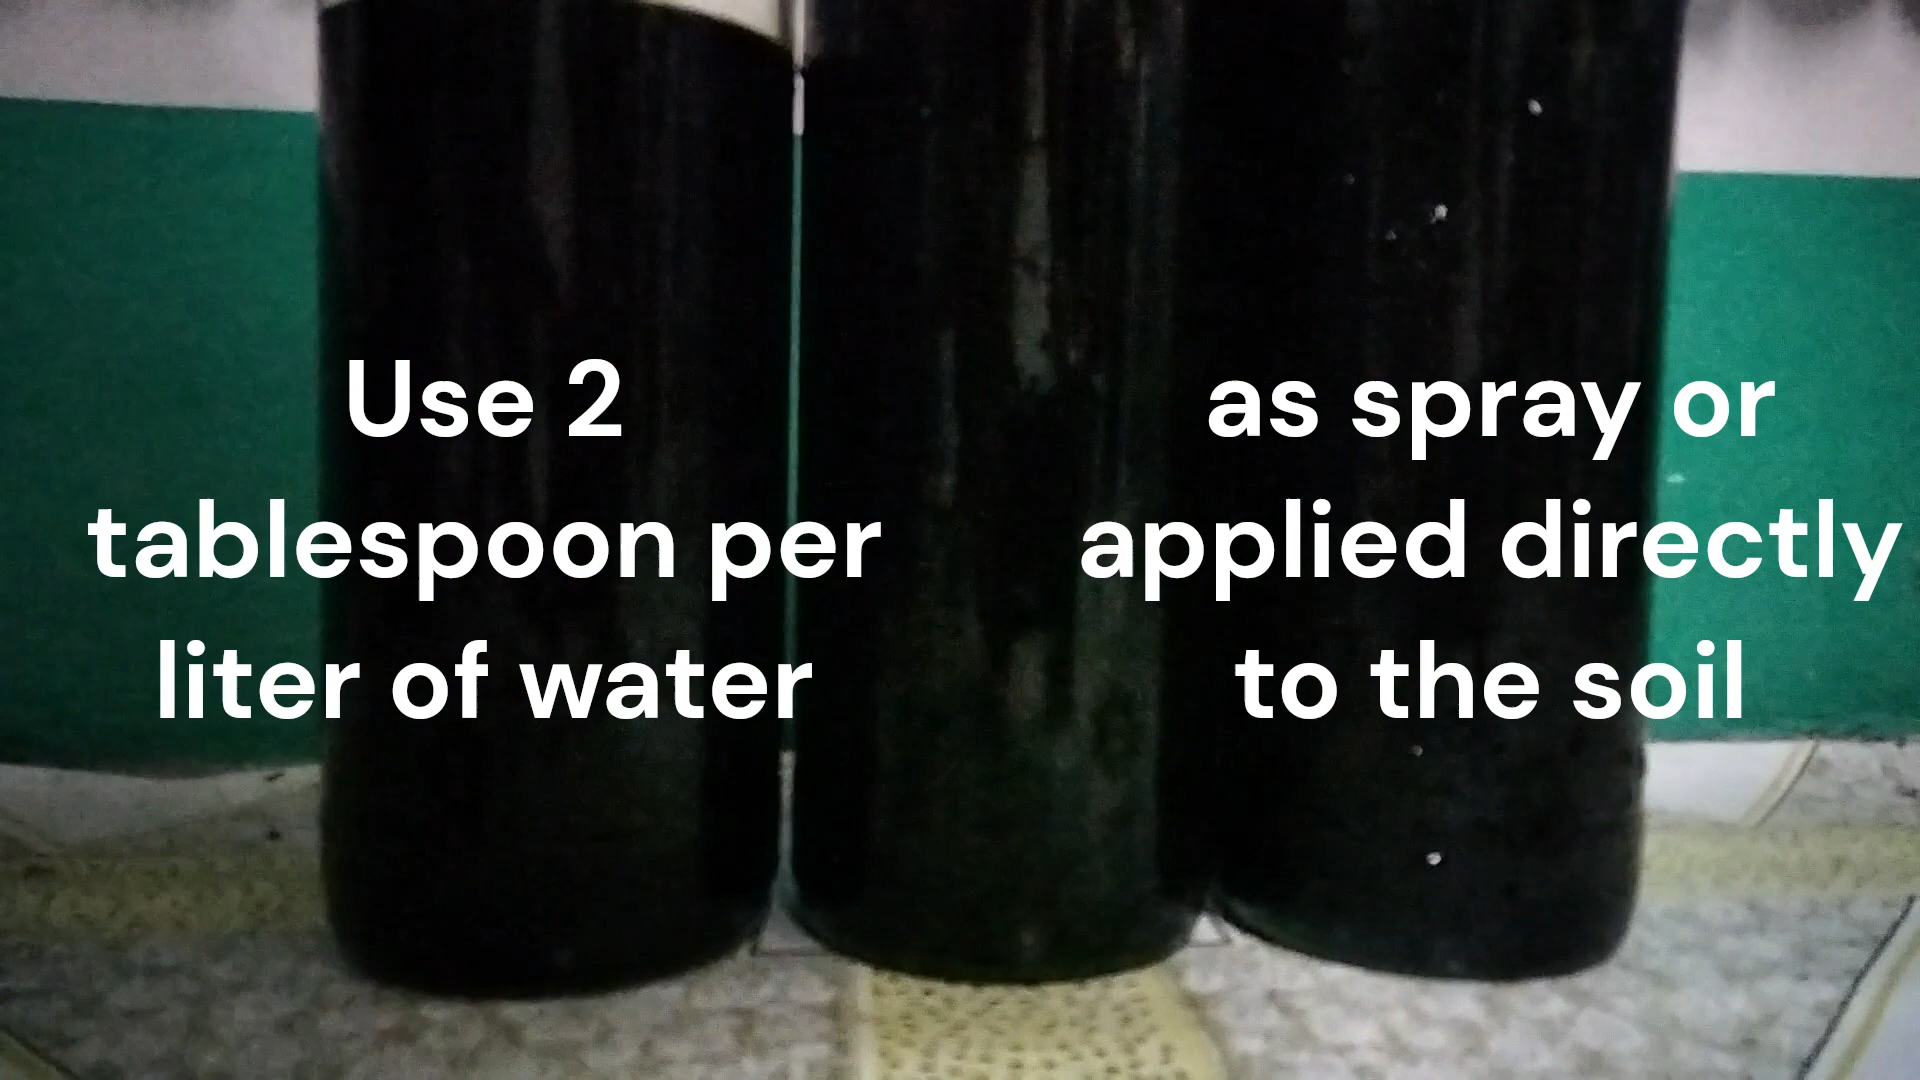 Use 2
tablespoon per
liter of water
as spray or
applied directly
to the soil